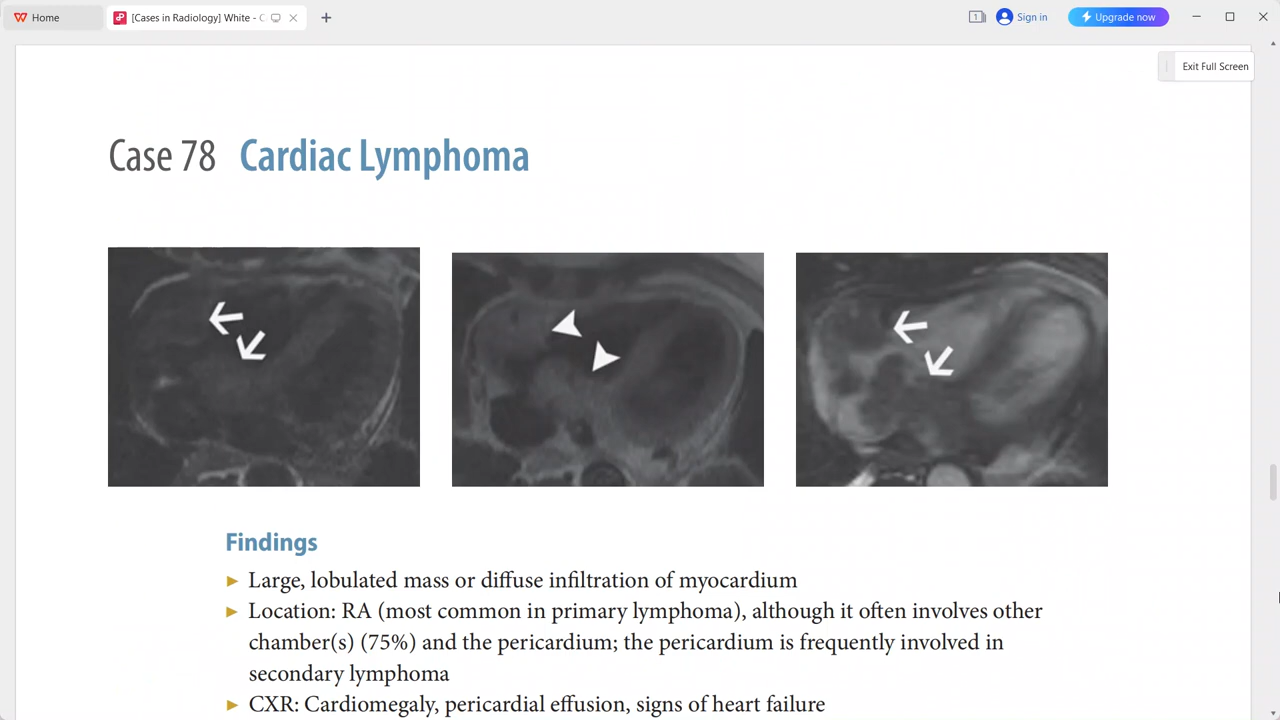 Home
[Cases in Radiology] White -
Sign in
Upgrade now
Exit Full Screen
Case 78 Cardiac Lymphoma
Findings
► Large, lobulated mass or diffuse infiltration of myocardium
► Location: RA (most common in primary lymphoma), although it often involves other
chamber(s) (75%) and the pericardium; the pericardium is frequently involved in
secondary lymphoma
► CXR: Cardiomegaly, pericardial effusion, signs of heart failure